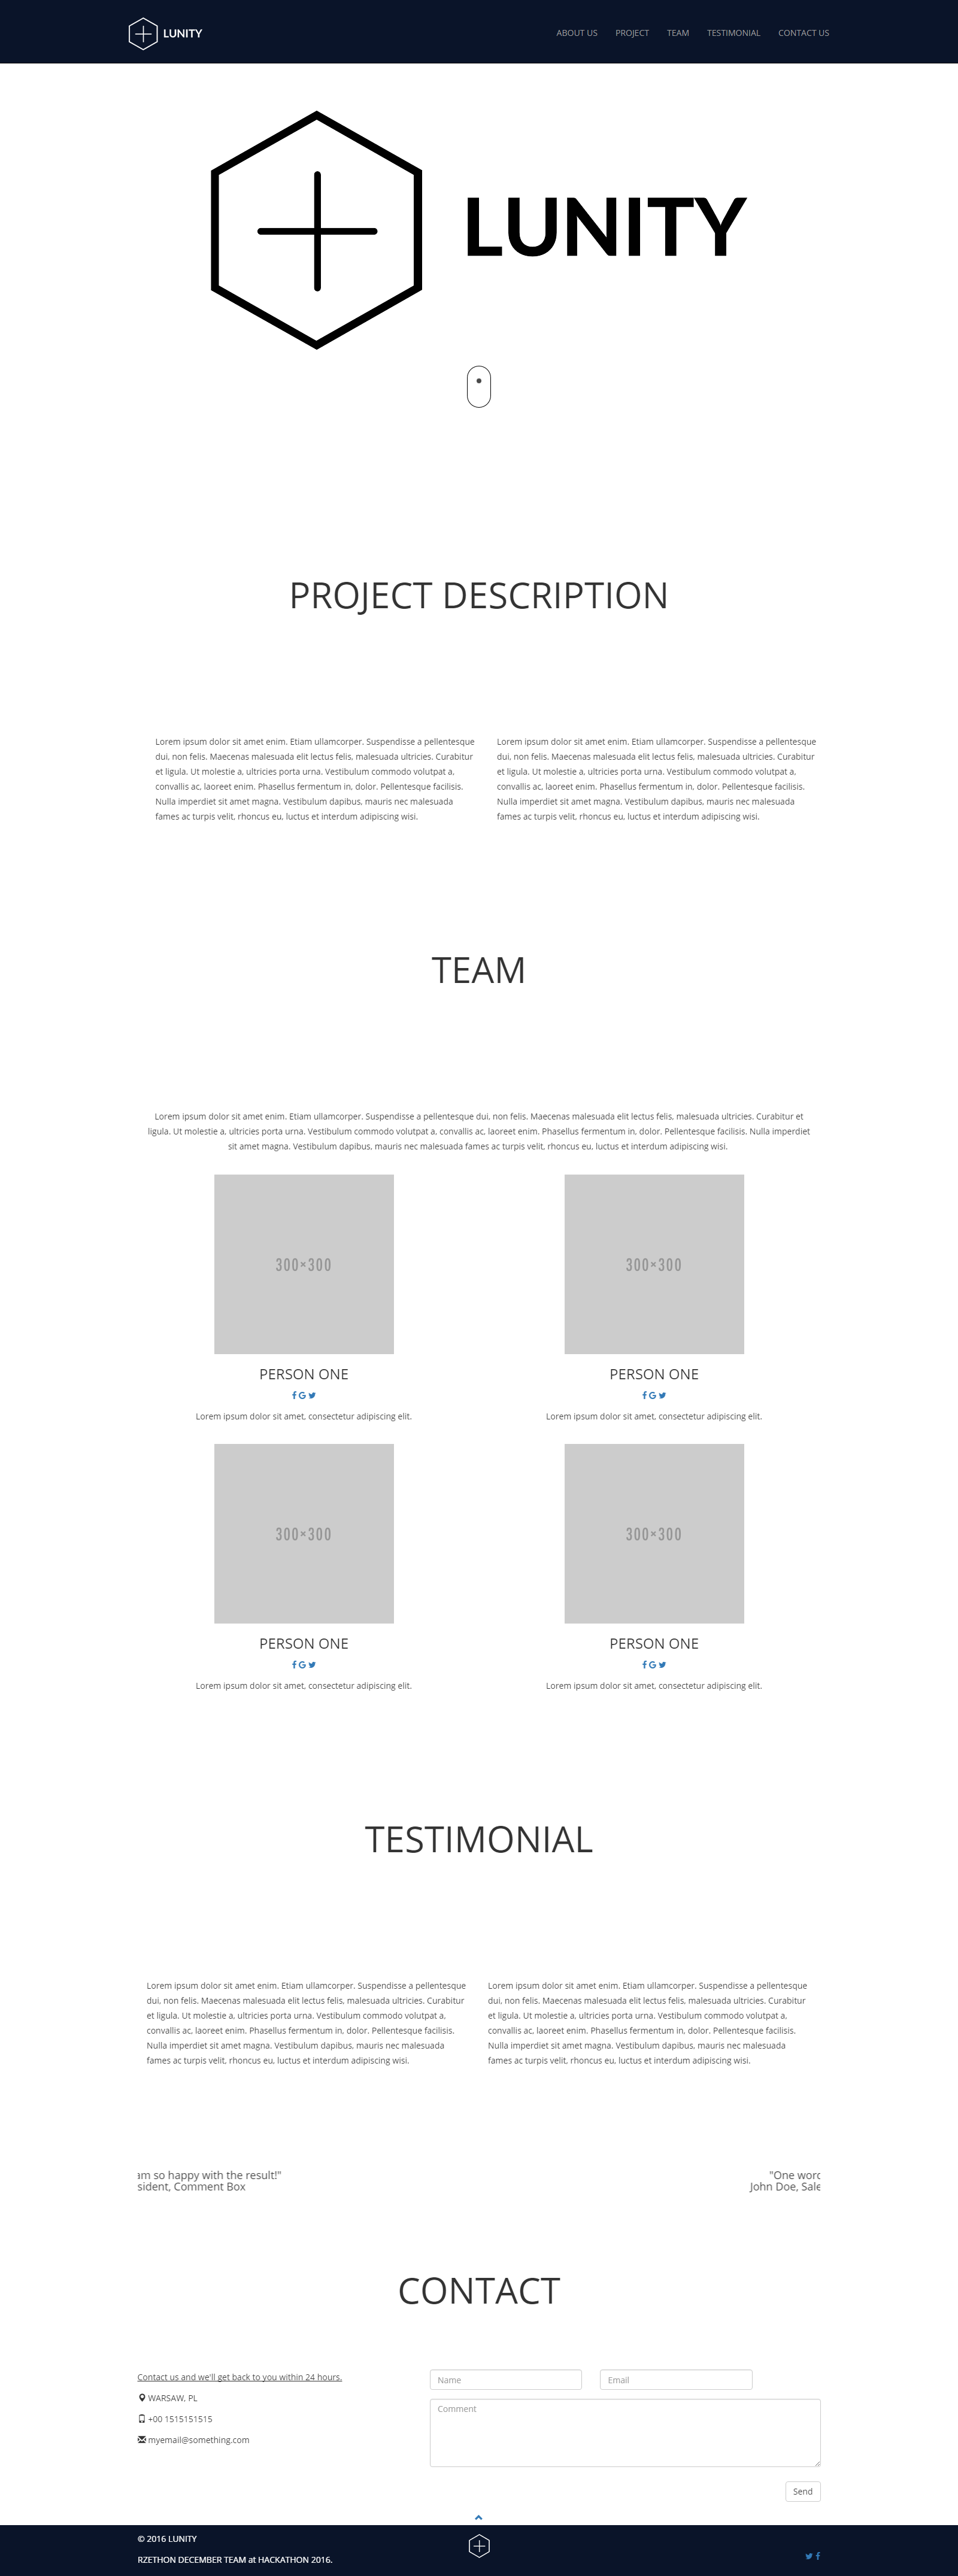 LUNITY
ABOUT US PROJECT TEAM TESTIMONIAL CONTACT US
LUNITY
PROJECT DESCRIPTION
Lorem ipsum dolor sit amet enim. Etiam ullamcorper. Suspendisse a pellentesque
dui, non felis. Maecenas malesuada elit lectus felis, malesuada ultricies. Curabitur
et ligula. Ut molestie a, ultricies porta urna. Vestibulum commodo volutpat a,
convallis ac, laoreet enim. Phasellus fermentum in, dolor. Pellentesque facilisis.
Nulla imperdiet sit amet magna. Vestibulum dapibus, mauris nec malesuada
fames ac turpis velit, rhoncus eu, luctus et interdum adipiscing wisi.
Lorem ipsum dolor sit amet enim. Etiam ullamcorper. Suspendisse a pellentesque
dui, non felis. Maecenas malesuada elit lectus felis, malesuada ultricies. Curabitur
et ligula. Ut molestie a, ultricies porta urna. Vestibulum commodo volutpat a,
convallis ac, laoreet enim. Phasellus fermentum in, dolor. Pellentesque facilisis.
Nulla imperdiet sit amet magna. Vestibulum dapibus, mauris nec malesuada
fames ac turpis velit, rhoncus eu, luctus et interdum adipiscing wisi.
TEAM
Lorem ipsum dolor sit amet enim. Etiam ullamcorper. Suspendisse a pellentesque dui, non felis. Maecenas malesuada elit lectus felis, malesuada ultricies. Curabitur et
ligula. Ut molestie a, ultricies porta urna. Vestibulum commodo volutpat a, convallis ac, laoreet enim. Phasellus fermentum in, dolor. Pellentesque facilisis. Nulla imperdiet
sit amet magna. Vestibulum dapibus, mauris nec malesuada fames ac turpis velit, rhoncus eu, luctus et interdum adipiscing wisi.
300×300
PERSON ONE
Lorem ipsum dolor sit amet, consectetur adipiscing elit.
300×300
PERSON ONE
Lorem ipsum dolor sit amet, consectetur adipiscing elit.
300×300
PERSON ONE
Lorem ipsum dolor sit amet, consectetur adipiscing elit.
300×300
PERSON ONE
Lorem ipsum dolor sit amet, consectetur adipiscing elit.
TESTIMONIAL
Lorem ipsum dolor sit amet enim. Etiam ullamcorper. Suspendisse a pellentesque
dui, non felis. Maecenas malesuada elit lectus felis, malesuada ultricies. Curabitur
et ligula. Ut molestie a, ultricies porta urna. Vestibulum commodo volutpat a,
convallis ac, laoreet enim. Phasellus fermentum in, dolor. Pellentesque facilisis.
Nulla imperdiet sit amet magna. Vestibulum dapibus, mauris nec malesuada
fames ac turpis velit, rhoncus eu, luctus et interdum adipiscing wisi.
Lorem ipsum dolor sit amet enim. Etiam ullamcorper. Suspendisse a pellentesque
dui, non felis. Maecenas malesuada elit lectus felis, malesuada ultricies. Curabitur
et ligula. Ut molestie a, ultricies porta urna. Vestibulum commodo volutpat a,
convallis ac, laoreet enim. Phasellus fermentum in, dolor. Pellentesque facilisis.
Nulla imperdiet sit amet magna. Vestibulum dapibus, mauris nec malesuada
fames ac turpis velit, rhoncus eu, luctus et interdum adipiscing wisi.
am so happy with the result!"
sident, Comment Box
"One word
John Doe, Sale
CONTACT
Contact us and we'll get back to you within 24 hours.
WARSAW, PL
+00 1515151515
myemail@something.com
Name
Email
Comment
Send
© 2016 LUNITY
RZETHON DECEMBER TEAM at HACKATHON 2016.